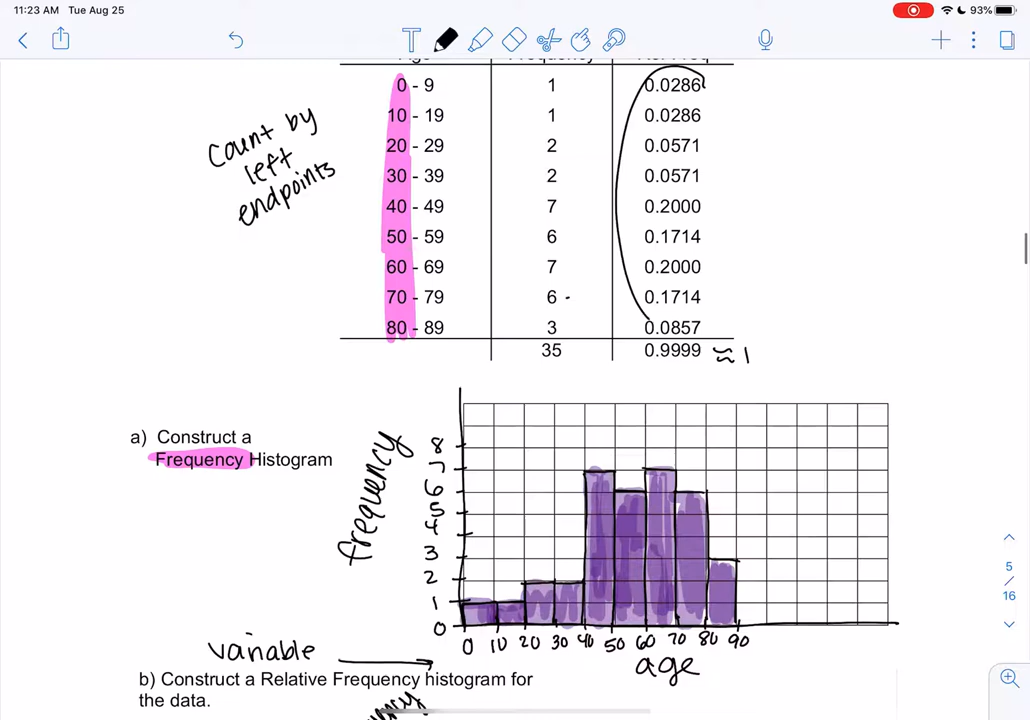 11:23 AM Tue Aug 25
93%
T
Age Frequency
0 - 9 1 0.0286
10 - 19 1 0.0286
20 - 29 2 0.0571
30 - 39 2 0.0571
40 - 49 7 0.2000
50 - 59 6 0.1714
60 - 69 7 0.2000
70 - 79 6 0.1714
80 - 89 3 0.0857
35 0.9999 ≈ 1
Count by
left
endpoints
a) Construct a
Frequency Histogram
frequency
8
7
6
5
4
3
2
1
0
0 10 20 30 40 50 60 70 80 90
age
variable
b) Construct a Relative Frequency histogram for
the data.
5
/
16